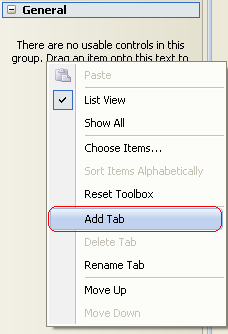 General
There are no usable controls in this
group. Drag an item onto this text to
Paste
List View
Show All
Choose Items...
Sort Items Alphabetically
Reset Toolbox
Add Tab
Delete Tab
Rename Tab
Move Up
Move Down